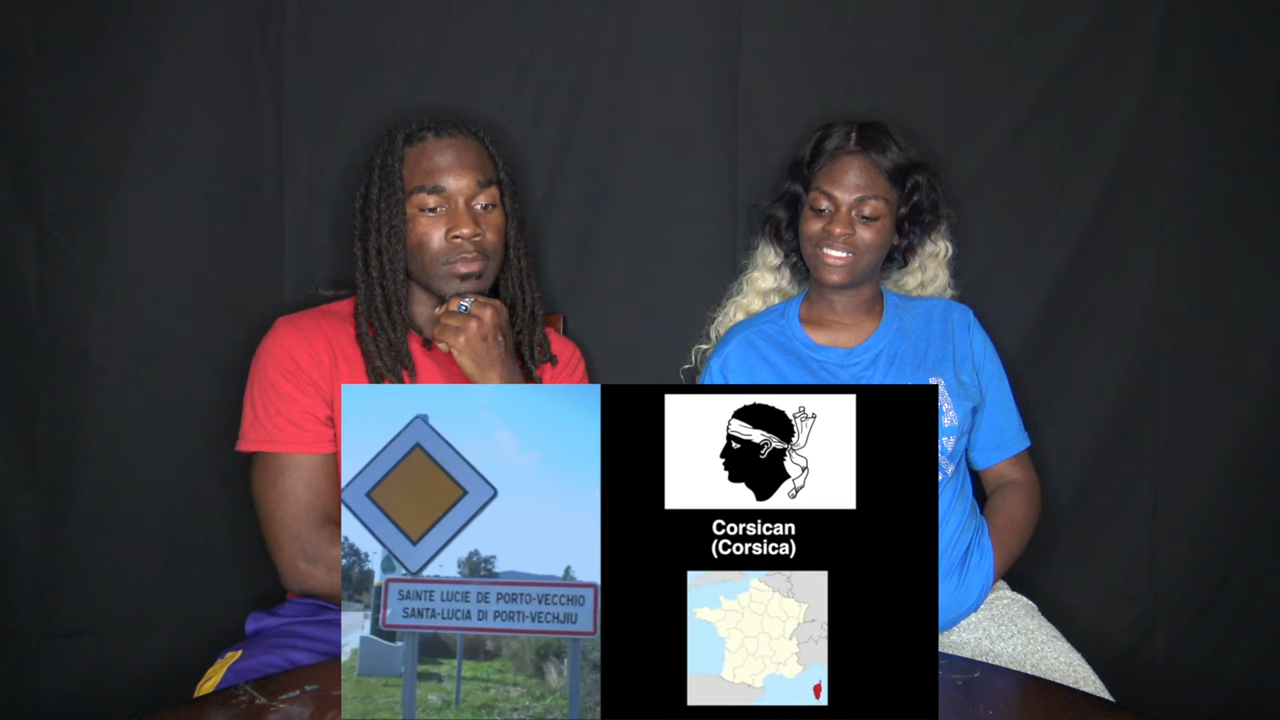 SAINTE LUCIE DE PORTO-VECCHIO
SANTA-LUCIA DI PORTI-VECHJIU
Corsican
(Corsica)